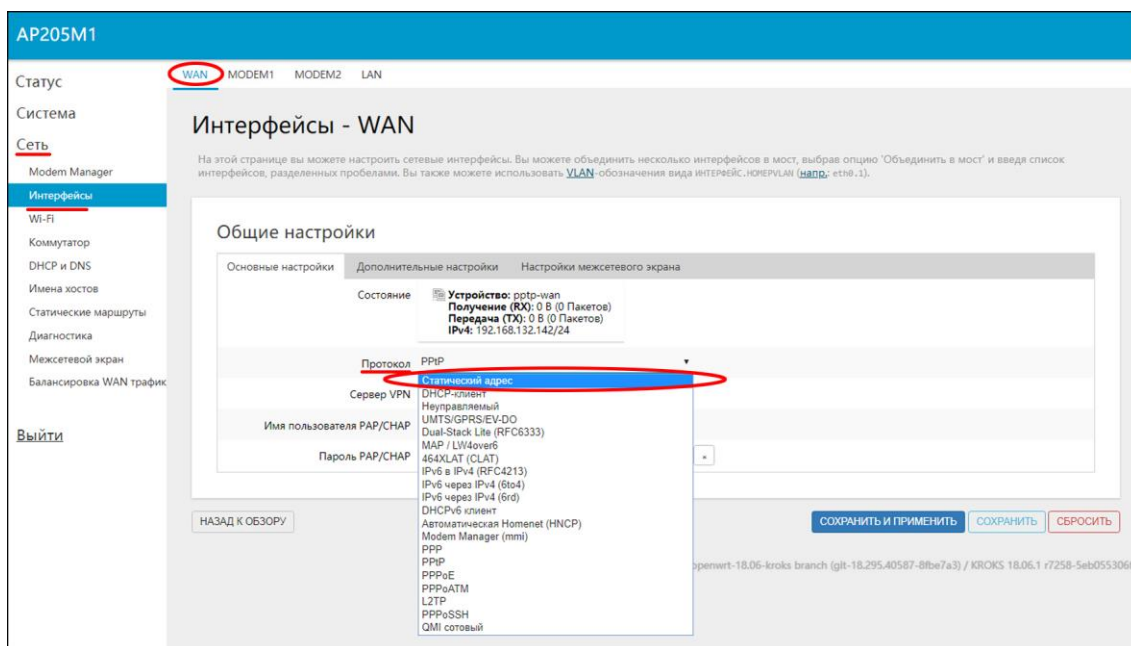 AP205M1
Статус
Система
Сеть
Modem Manager
Интерфейсы
Wi-Fi
Коммутатор
DHCP и DNS
Имена хостов
Статические маршруты
Диагностика
Межсетевой экран
Балансировка WAN трафик
Выйти
WAN MODEM1 MODEM2 LAN
Интерфейсы - WAN
На этой странице вы можете настроить сетевые интерфейсы. Вы можете объединить несколько интерфейсов в мост, выбрав опцию 'Объединить в мост' и введя список
интерфейсов, разделенных пробелами. Вы также можете использовать VLAN-обозначения вида ИНТЕРФЕЙС.НОМЕРVLAN (напр.: eth0.1).
Общие настройки
Основные настройки Дополнительные настройки Настройки межсетевого экрана
Состояние
Устройство: pptp-wan
Получение (RX): 0 B (0 Пакетов)
Передача (TX): 0 B (0 Пакетов)
IPv4: 192.168.132.142/24
Протокол PPtP
Сервер VPN
Имя пользователя PAP/CHAP
Пароль PAP/CHAP
Статический адрес
DHCP-клиент
Неуправляемый
UMTS/GPRS/EV-DO
Dual-Stack Lite (RFC6333)
MAP / LW4over6
464XLAT (CLAT)
IPv6 в IPv4 (RFC4213)
IPv6 через IPv4 (6to4)
IPv6 через IPv4 (6rd)
DHCPv6 клиент
Автоматическая Homenet (HNCP)
Modem Manager (mmi)
PPP
PPtP
PPPoE
PPPoATM
L2TP
PPPoSSH
QMI сотовый
НАЗАД К ОБЗОРУ СОХРАНИТЬ И ПРИМЕНИТЬ СОХРАНИТЬ СБРОСИТЬ
openwrt-18.06-kroks branch (git-18.295.40587-8fbe7a3) / KROKS 18.06.1 r7258-5eb055306